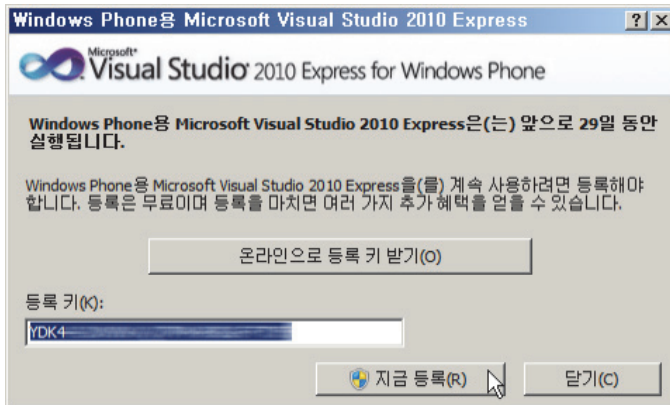 Windows Phone용 Microsoft Visual Studio 2010 Express
Microsoft®
Visual Studio® 2010 Express for Windows Phone
Windows Phone용 Microsoft Visual Studio 2010 Express은(는) 앞으로 29일 동안
실행됩니다.
Windows Phone용 Microsoft Visual Studio 2010 Express을(를) 계속 사용하려면 등록해야
합니다. 등록은 무료이며 등록을 마치면 여러 가지 추가 혜택을 얻을 수 있습니다.
온라인으로 등록 키 받기(O)
등록 키(K):
YDK4
지금 등록(R)
닫기(C)